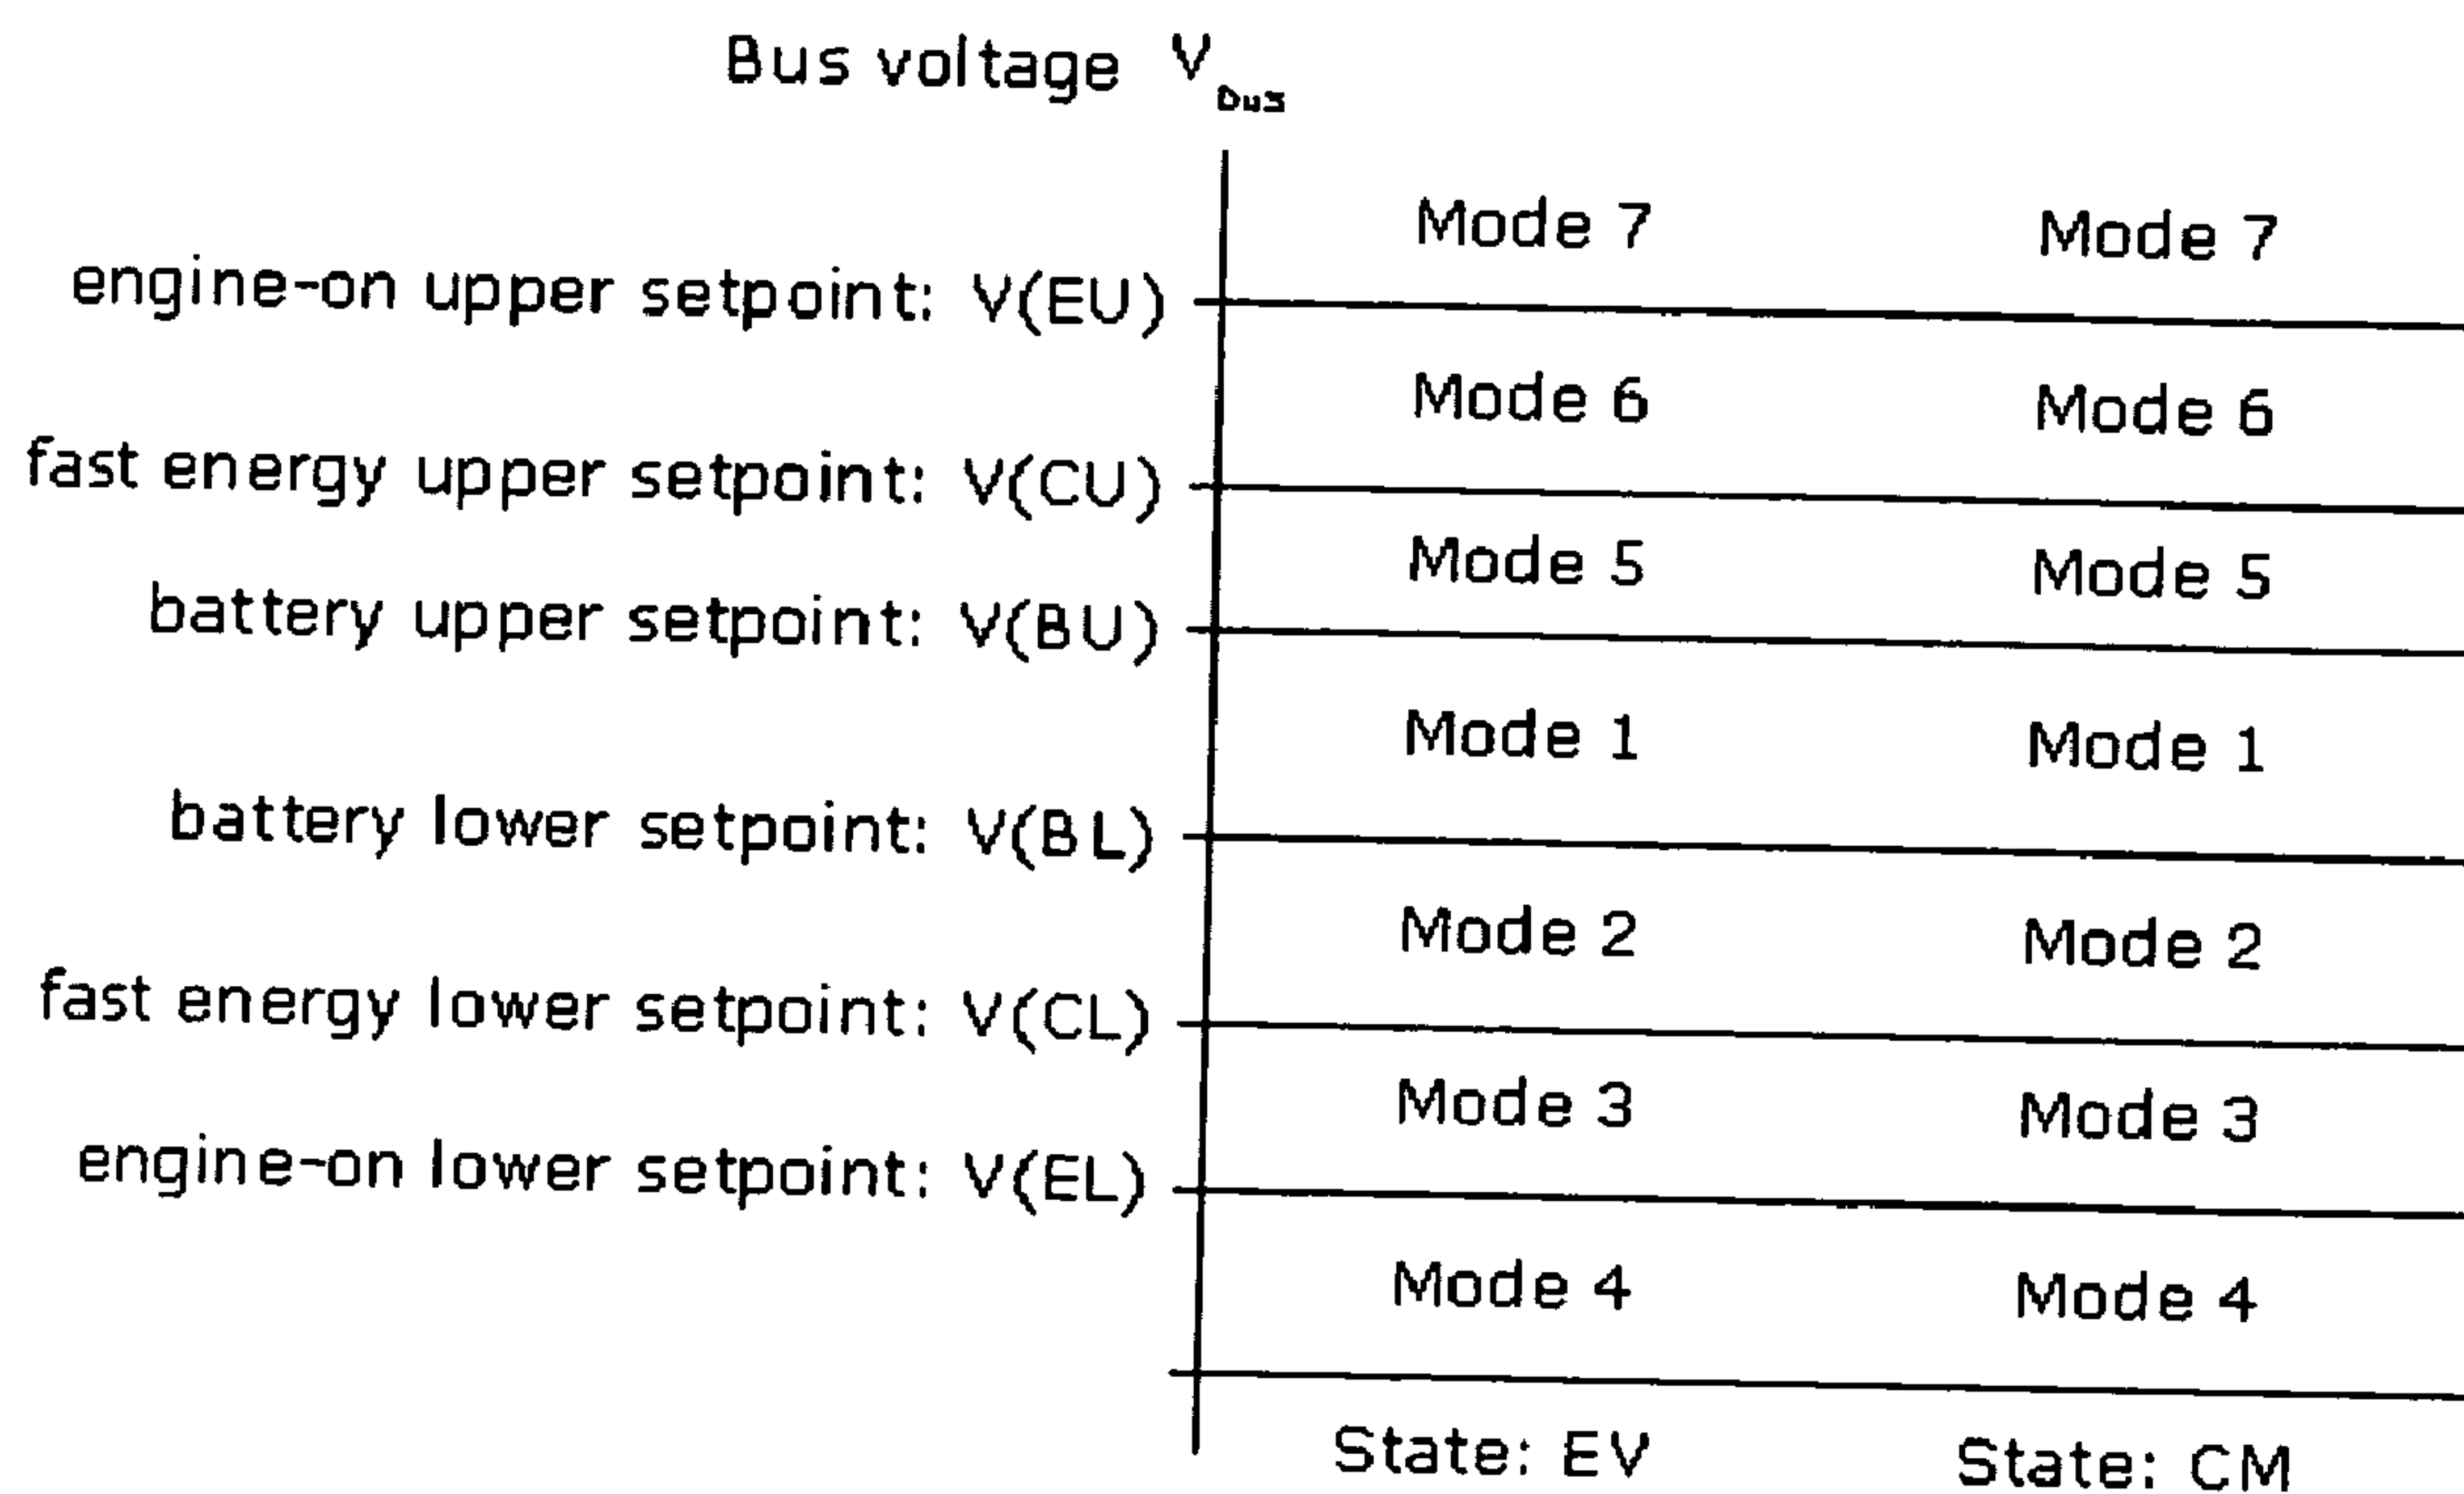 Bus voltage V bus
Mode 7 Mode 7
engine-on upper setpoint: V(EU)
Mode 6 Mode 6
fast energy upper setpoint: V(CU)
Mode 5 Mode 5
battery upper setpoint: V(BU)
Mode 1 Mode 1
battery lower setpoint: V(BL)
Mode 2 Mode 2
fast energy lower setpoint: V(CL)
Mode 3 Mode 3
engine-on lower setpoint: V(EL)
Mode 4 Mode 4
State: EV State: CM